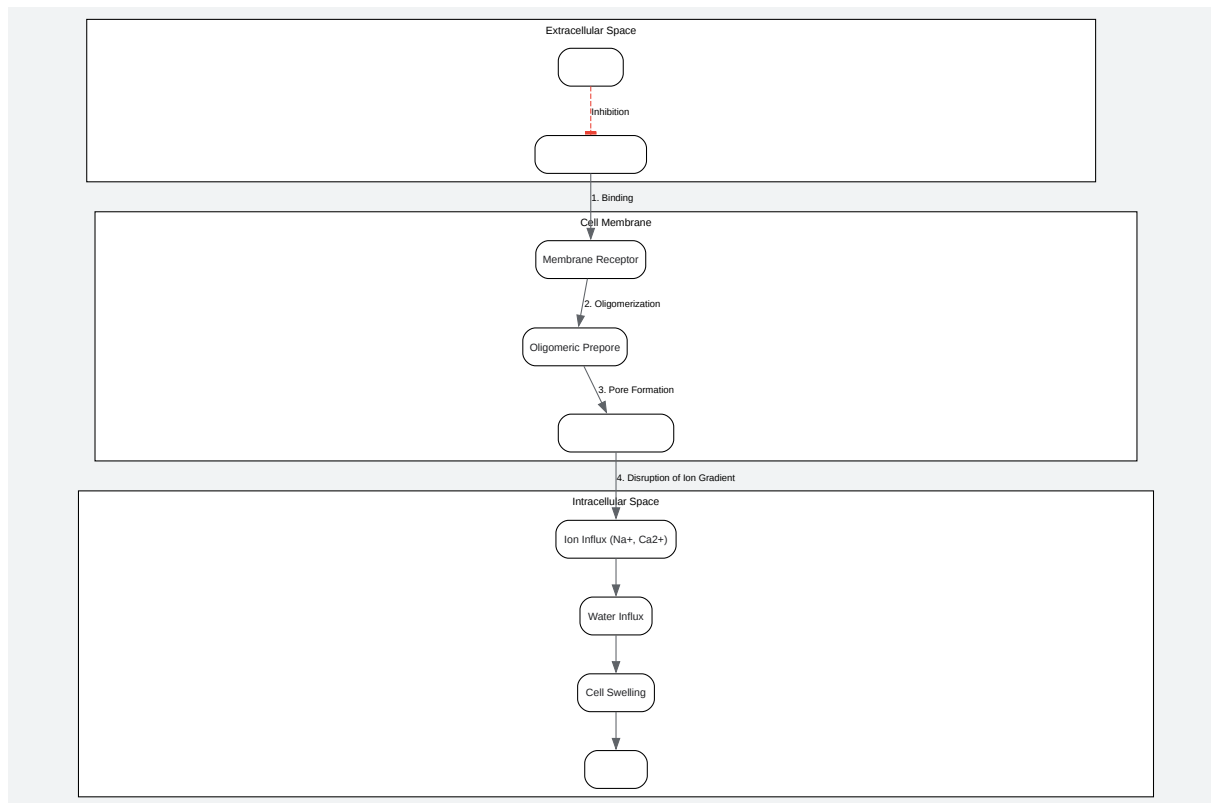 Extracellular Space
Inhibition
1. Binding
Cell Membrane
Membrane Receptor
2. Oligomerization
Oligomeric Prepore
3. Pore Formation
4. Disruption of Ion Gradient
Intracellular Space
Ion Influx (Na+, Ca2+)
Water Influx
Cell Swelling